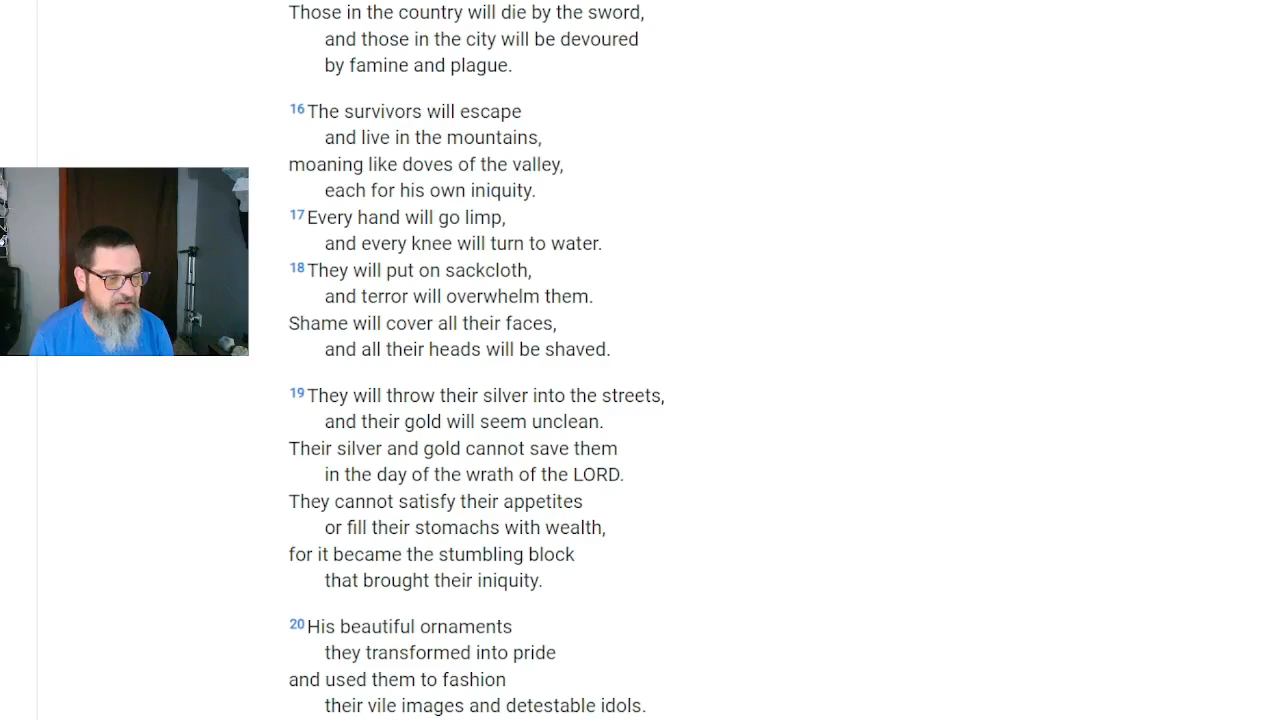 Those in the country will die by the sword,
and those in the city will be devoured
by famine and plague.
16 The survivors will escape
and live in the mountains,
moaning like doves of the valley,
each for his own iniquity.
17 Every hand will go limp,
and every knee will turn to water.
18 They will put on sackcloth,
and terror will overwhelm them.
Shame will cover all their faces,
and all their heads will be shaved.
19 They will throw their silver into the streets,
and their gold will seem unclean.
Their silver and gold cannot save them
in the day of the wrath of the LORD.
They cannot satisfy their appetites
or fill their stomachs with wealth,
for it became the stumbling block
that brought their iniquity.
20 His beautiful ornaments
they transformed into pride
and used them to fashion
their vile images and detestable idols.